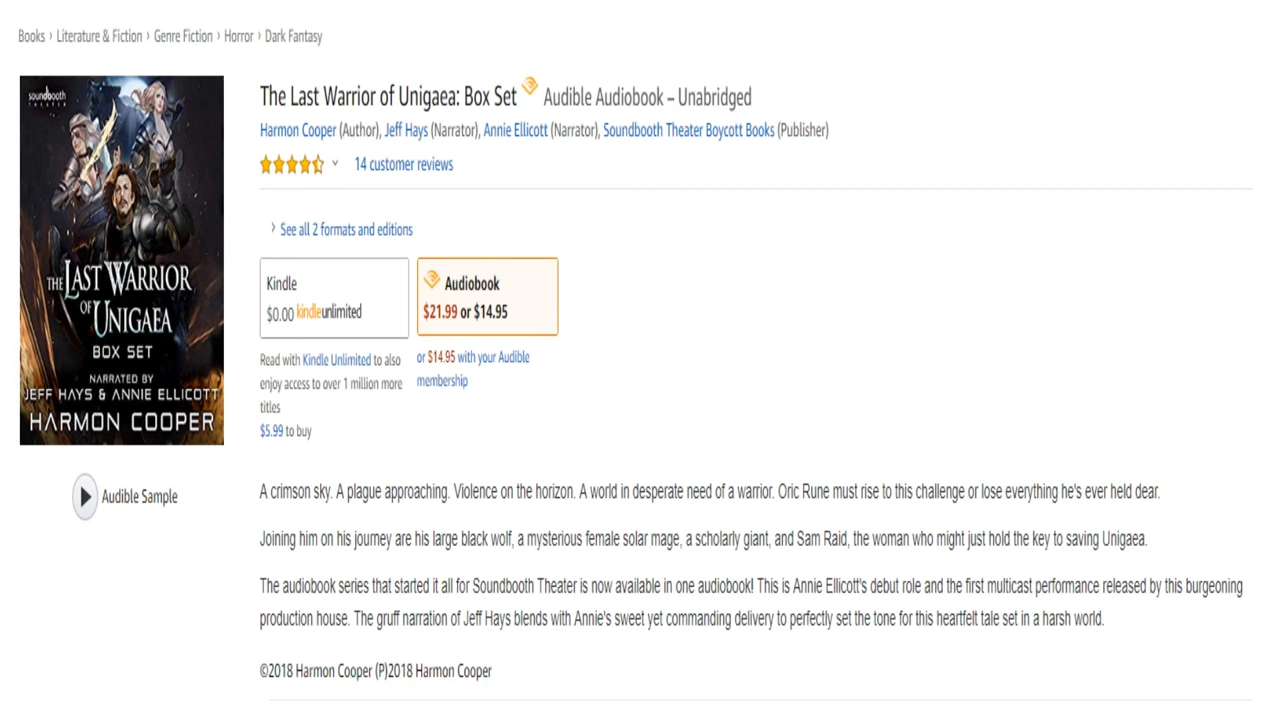 Books › Literature & Fiction › Genre Fiction › Horror › Dark Fantasy
soundbooth
THEATER
THE LAST WARRIOR
OF UNIGAEA
BOX SET
NARRATED BY
JEFF HAYS & ANNIE ELLICOTT
HARMON COOPER
Audible Sample
The Last Warrior of Unigaea: Box Set Audible Audiobook – Unabridged
Harmon Cooper (Author), Jeff Hays (Narrator), Annie Ellicott (Narrator), Soundbooth Theater Boycott Books (Publisher)
14 customer reviews
› See all 2 formats and editions
Kindle
$0.00 kindleunlimited
Read with Kindle Unlimited to also
enjoy access to over 1 million more
titles
$5.99 to buy
Audiobook
$21.99 or $14.95
or $14.95 with your Audible
membership
A crimson sky. A plague approaching. Violence on the horizon. A world in desperate need of a warrior. Oric Rune must rise to this challenge or lose everything he's ever held dear.
Joining him on his journey are his large black wolf, a mysterious female solar mage, a scholarly giant, and Sam Raid, the woman who might just hold the key to saving Unigaea.
The audiobook series that started it all for Soundbooth Theater is now available in one audiobook! This is Annie Ellicott's debut role and the first multicast performance released by this burgeoning
production house. The gruff narration of Jeff Hays blends with Annie's sweet yet commanding delivery to perfectly set the tone for this heartfelt tale set in a harsh world.
©2018 Harmon Cooper (P)2018 Harmon Cooper